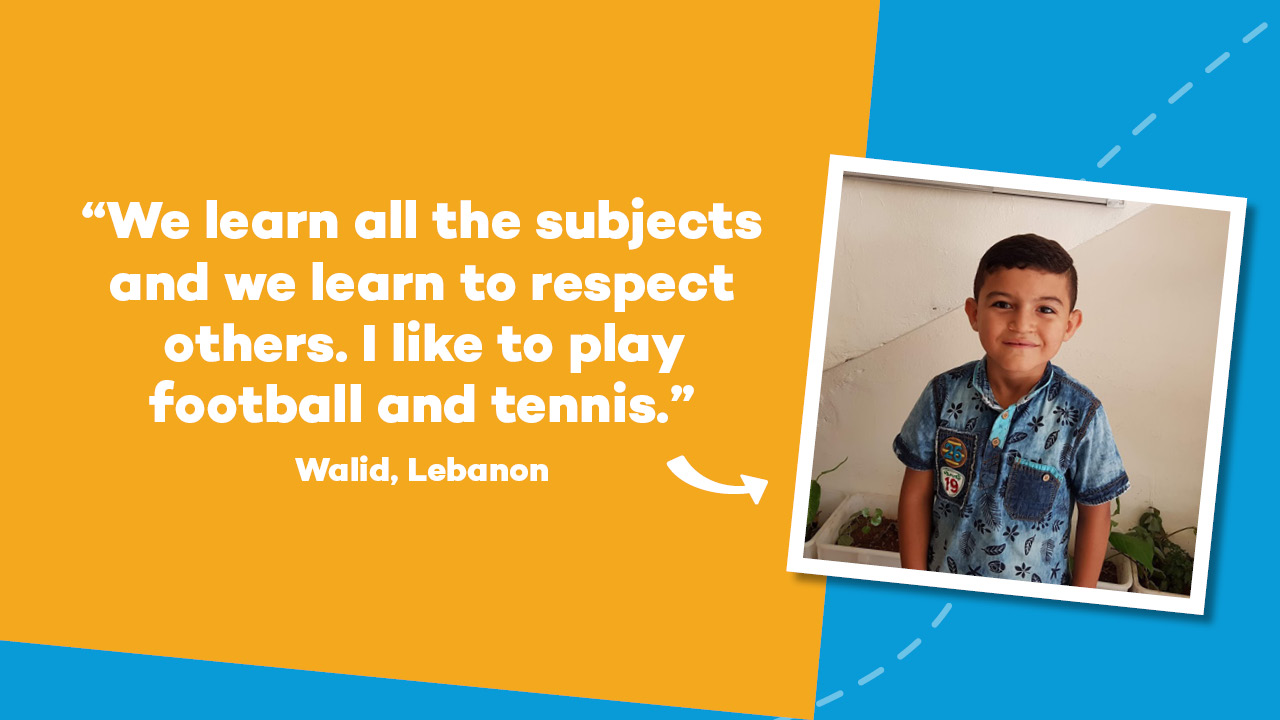 “We learn all the subjects
and we learn to respect
others. I like to play
football and tennis.”
Walid, Lebanon
19